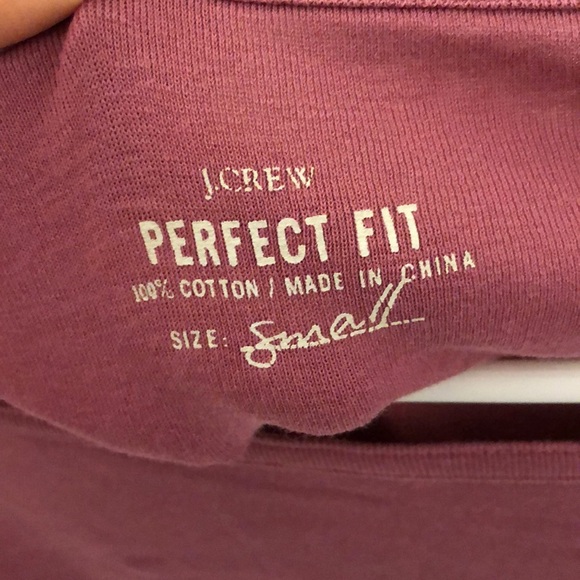 J.CREW
PERFECT FIT
100% COTTON / MADE IN CHINA
SIZE: Small